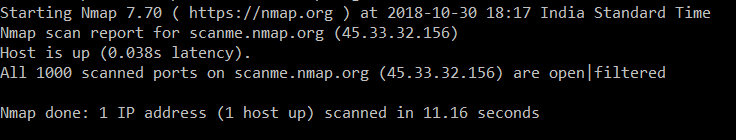 Starting Nmap 7.70 ( https://nmap.org ) at 2018-10-30 18:17 India Standard Time
Nmap scan report for scanme.nmap.org (45.33.32.156)
Host is up (0.038s latency).
All 1000 scanned ports on scanme.nmap.org (45.33.32.156) are open|filtered
Nmap done: 1 IP address (1 host up) scanned in 11.16 seconds